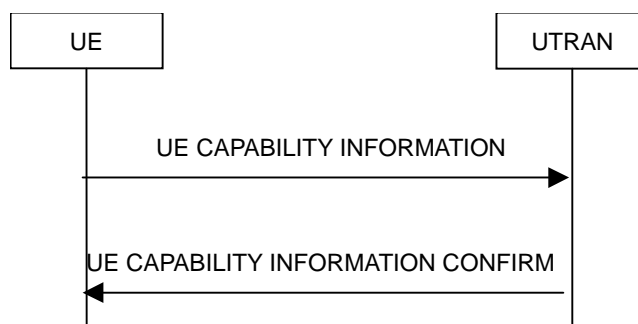 UE
UTRAN
UE CAPABILITY INFORMATION
UE CAPABILITY INFORMATION CONFIRM